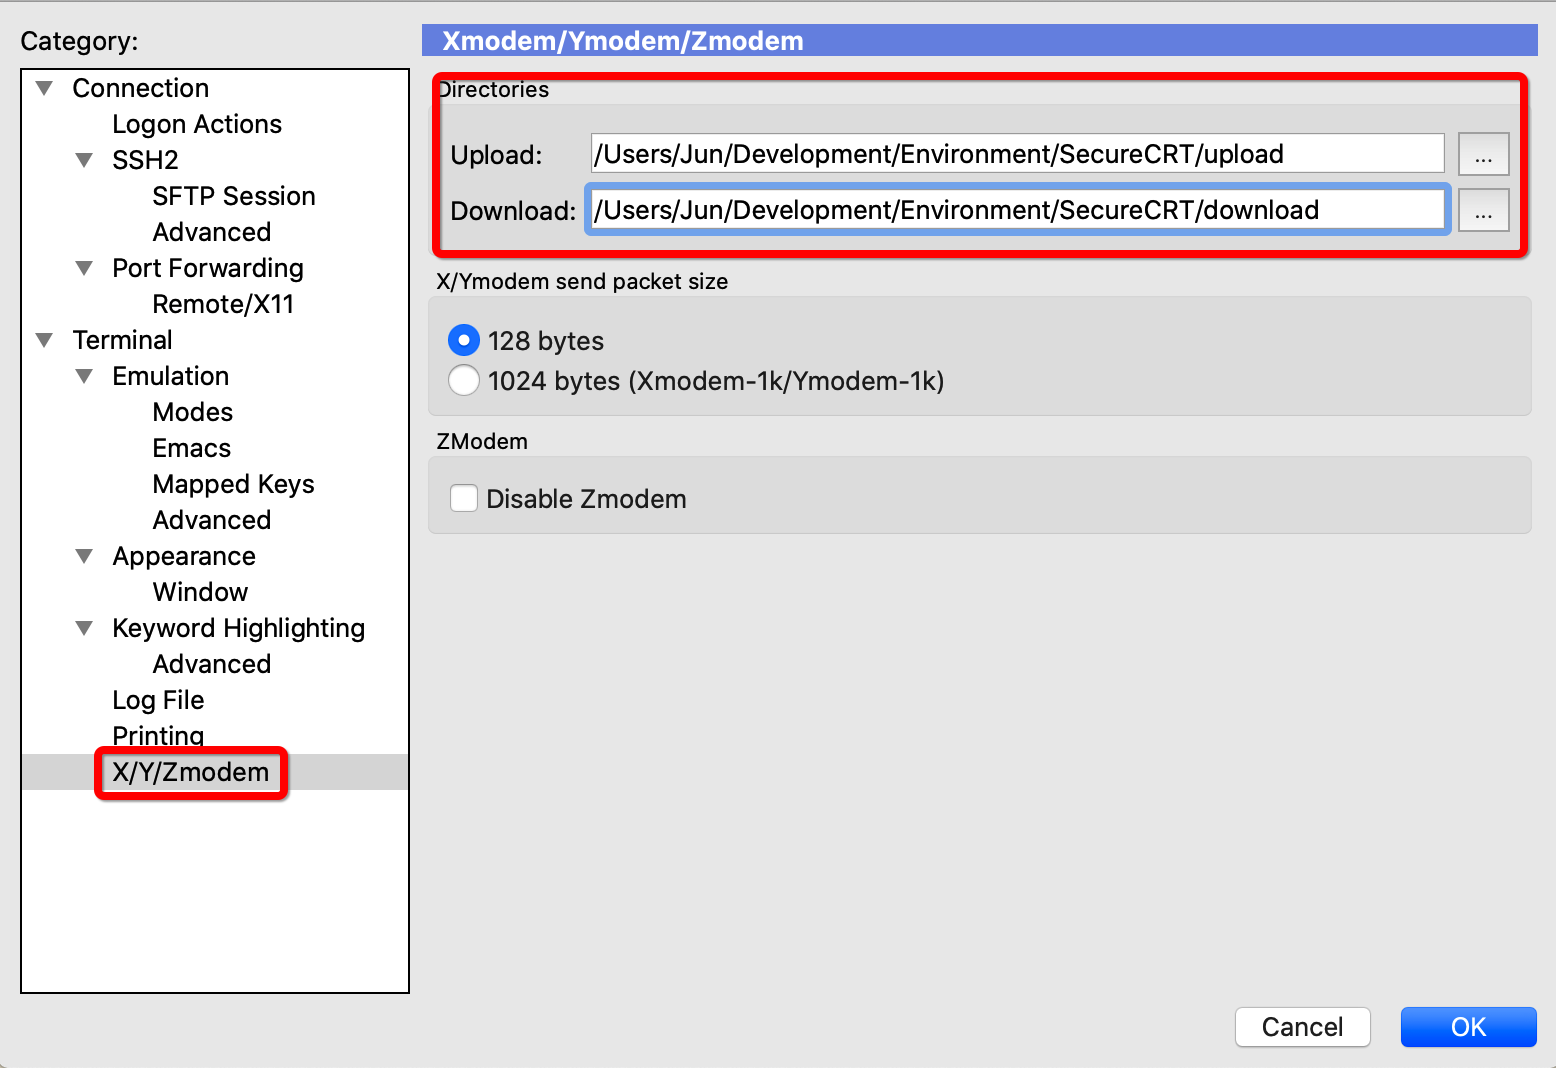 Category:
Connection
Logon Actions
SSH2
SFTP Session
Advanced
Port Forwarding
Remote/X11
Terminal
Emulation
Modes
Emacs
Mapped Keys
Advanced
Appearance
Window
Keyword Highlighting
Advanced
Log File
Printing
X/Y/Zmodem
Xmodem/Ymodem/Zmodem
Directories
Upload: /Users/Jun/Development/Environment/SecureCRT/upload ...
Download: /Users/Jun/Development/Environment/SecureCRT/download ...
X/Ymodem send packet size
128 bytes
1024 bytes (Xmodem-1k/Ymodem-1k)
ZModem
Disable Zmodem
Cancel OK